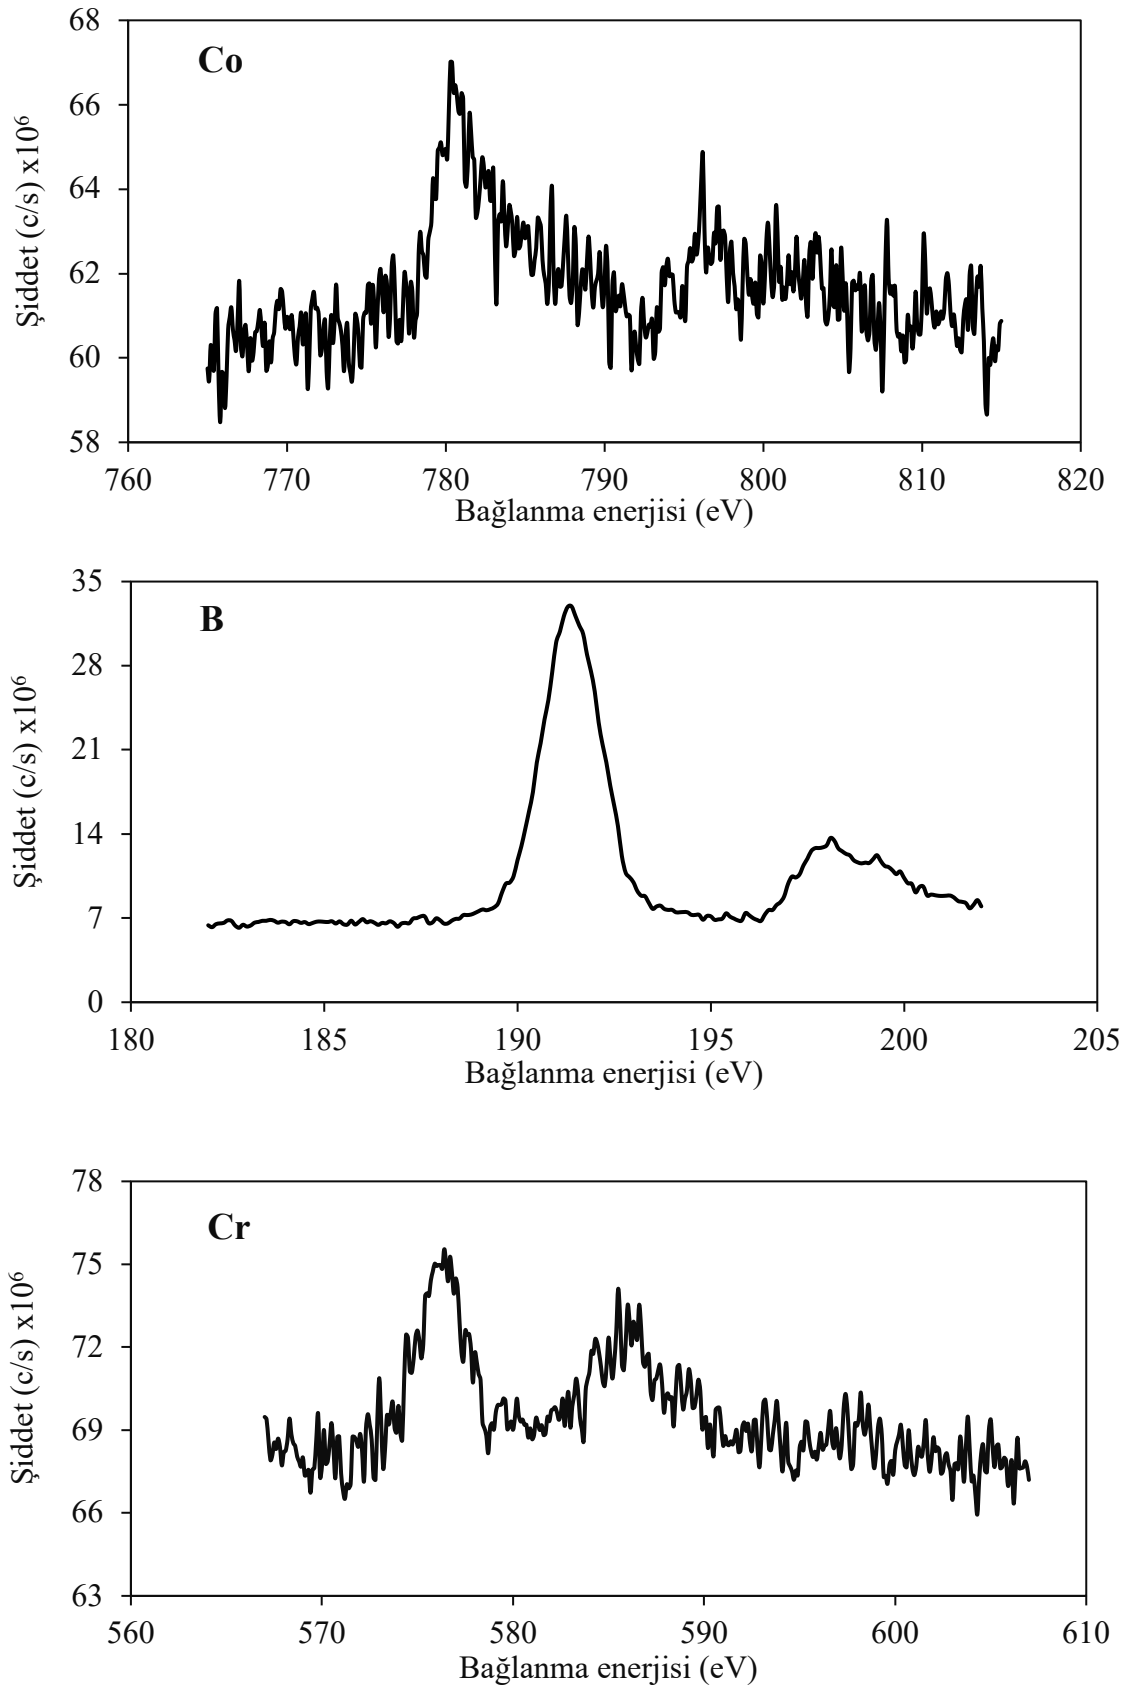 68
Co
66
64
62
60
58
Şiddet (c/s) x10⁶
760 770 780 790 800 810 820
Bağlanma enerjisi (eV)
35
B
28
21
14
7
0
Şiddet (c/s) x10⁶
180 185 190 195 200 205
Bağlanma enerjisi (eV)
78
Cr
75
72
69
66
63
Şiddet (c/s) x10⁶
560 570 580 590 600 610
Bağlanma enerjisi (eV)